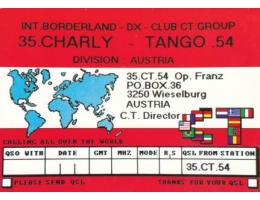 INT.BORDERLAND - DX - CLUB CT.GROUP
35.CHARLY - TANGO .54
DIVISION : AUSTRIA
35.CT.54 Op. Franz
PO.BOX.36
3250 Wieselburg
AUSTRIA
C.T. Director
CALLING ALL OVER THE WORLD
QSO WITH DATE GMT MHZ MODE R,S QSL FROM STATION
35.CT.54
PLEASE SEND QSL THANKS FOR YOUR QSL